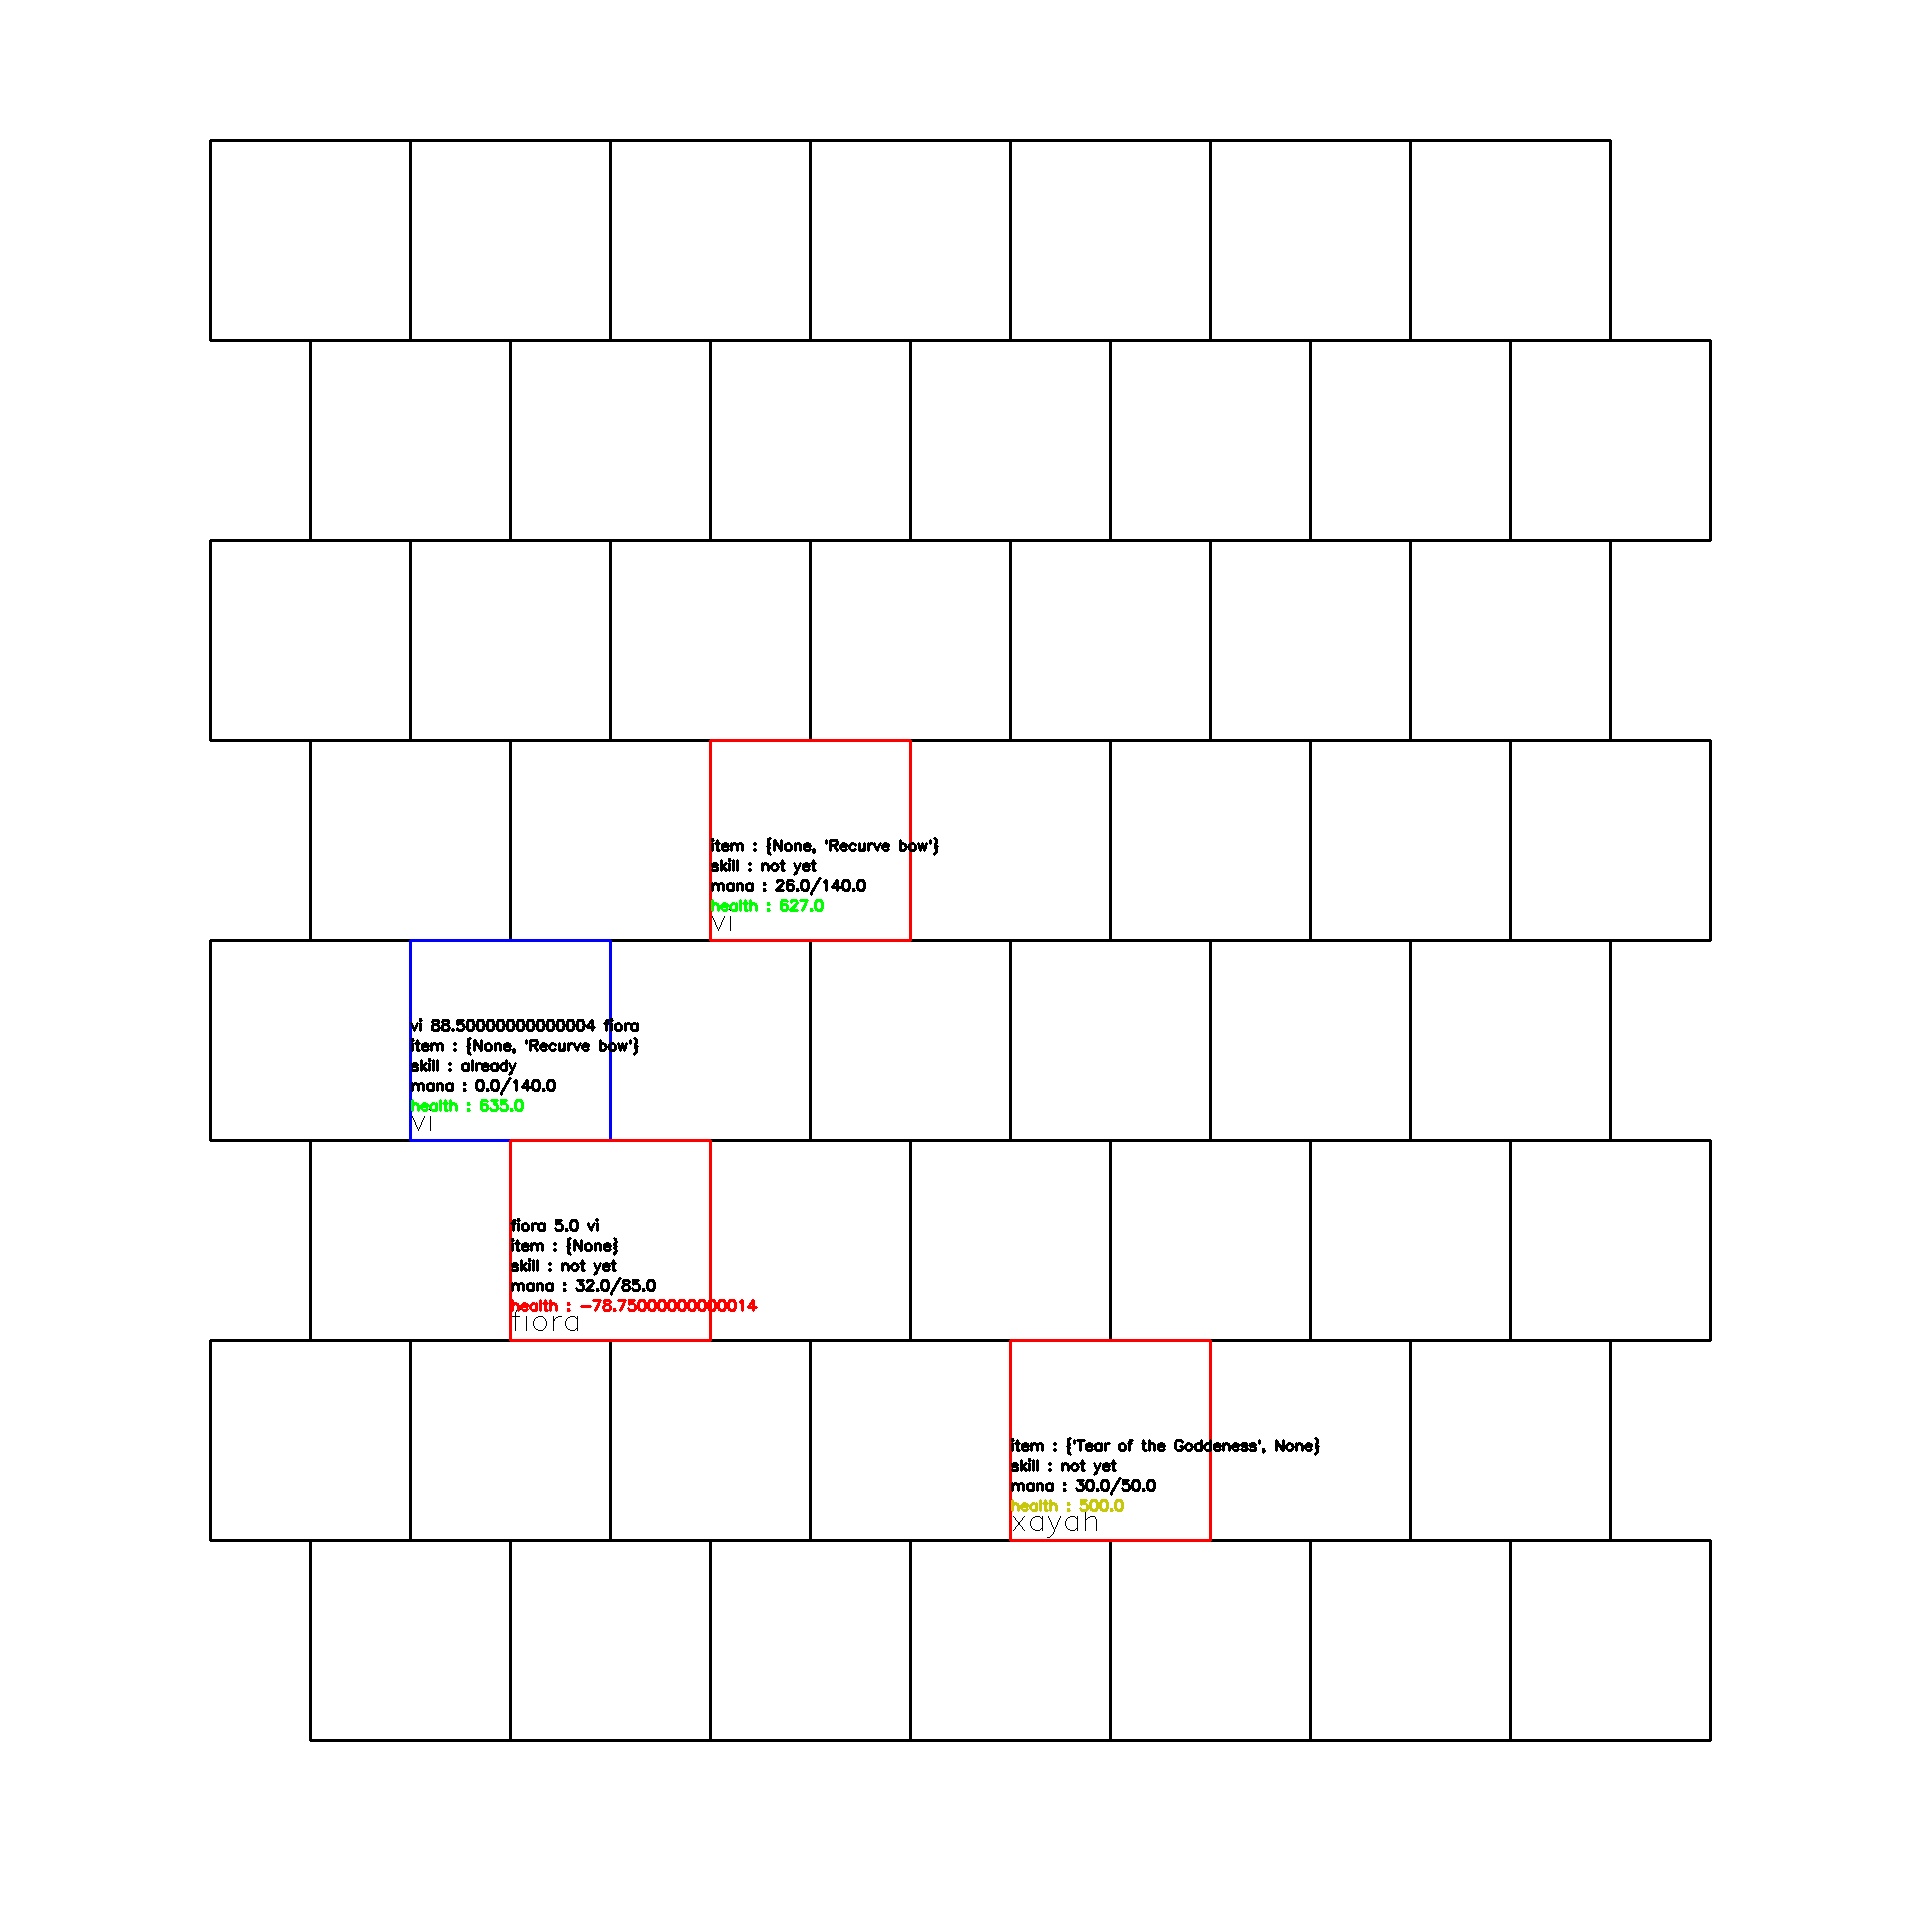 item : {None, 'Recurve bow'}
skill : not yet
mana : 26.0/140.0
health : 627.0
vi
vi 88.50000000000004 fiora
item : {None, 'Recurve bow'}
skill : already
mana : 0.0/140.0
health : 635.0
vi
fiora 5.0 vi
item : {None}
skill : not yet
mana : 32.0/85.0
health : -78.75000000000014
fiora
item : {'Tear of the Goddeness', None}
skill : not yet
mana : 30.0/50.0
health : 500.0
xayah